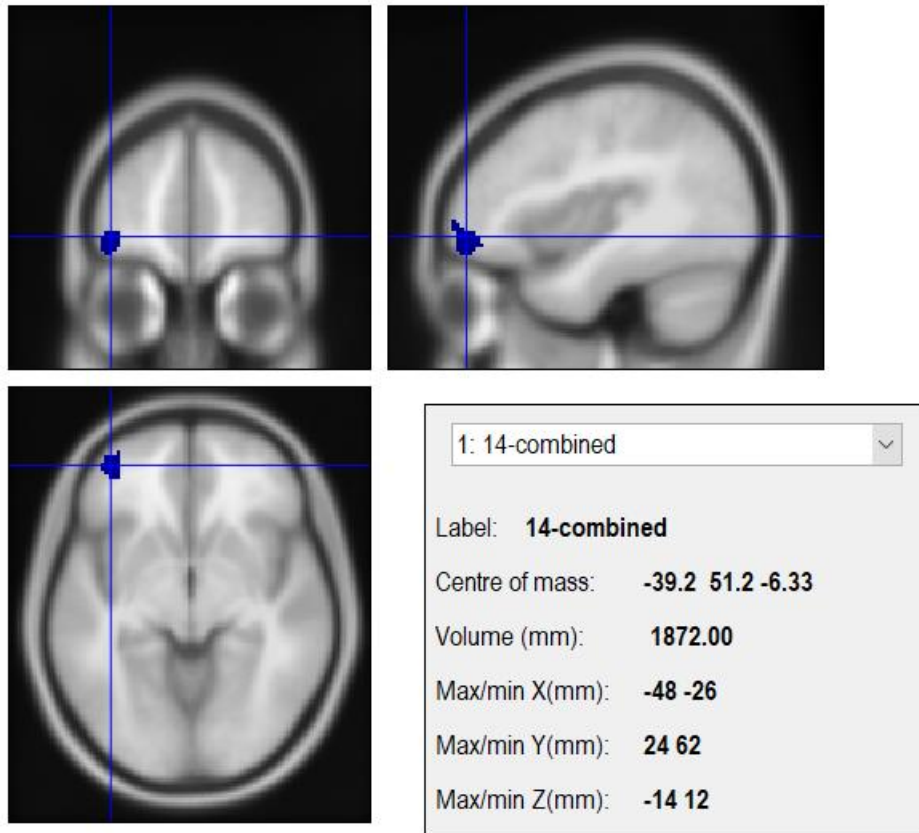 1: 14-combined
Label: 14-combined
Centre of mass: -39.2 51.2 -6.33
Volume (mm): 1872.00
Max/min X(mm): -48 -26
Max/min Y(mm): 24 62
Max/min Z(mm): -14 12